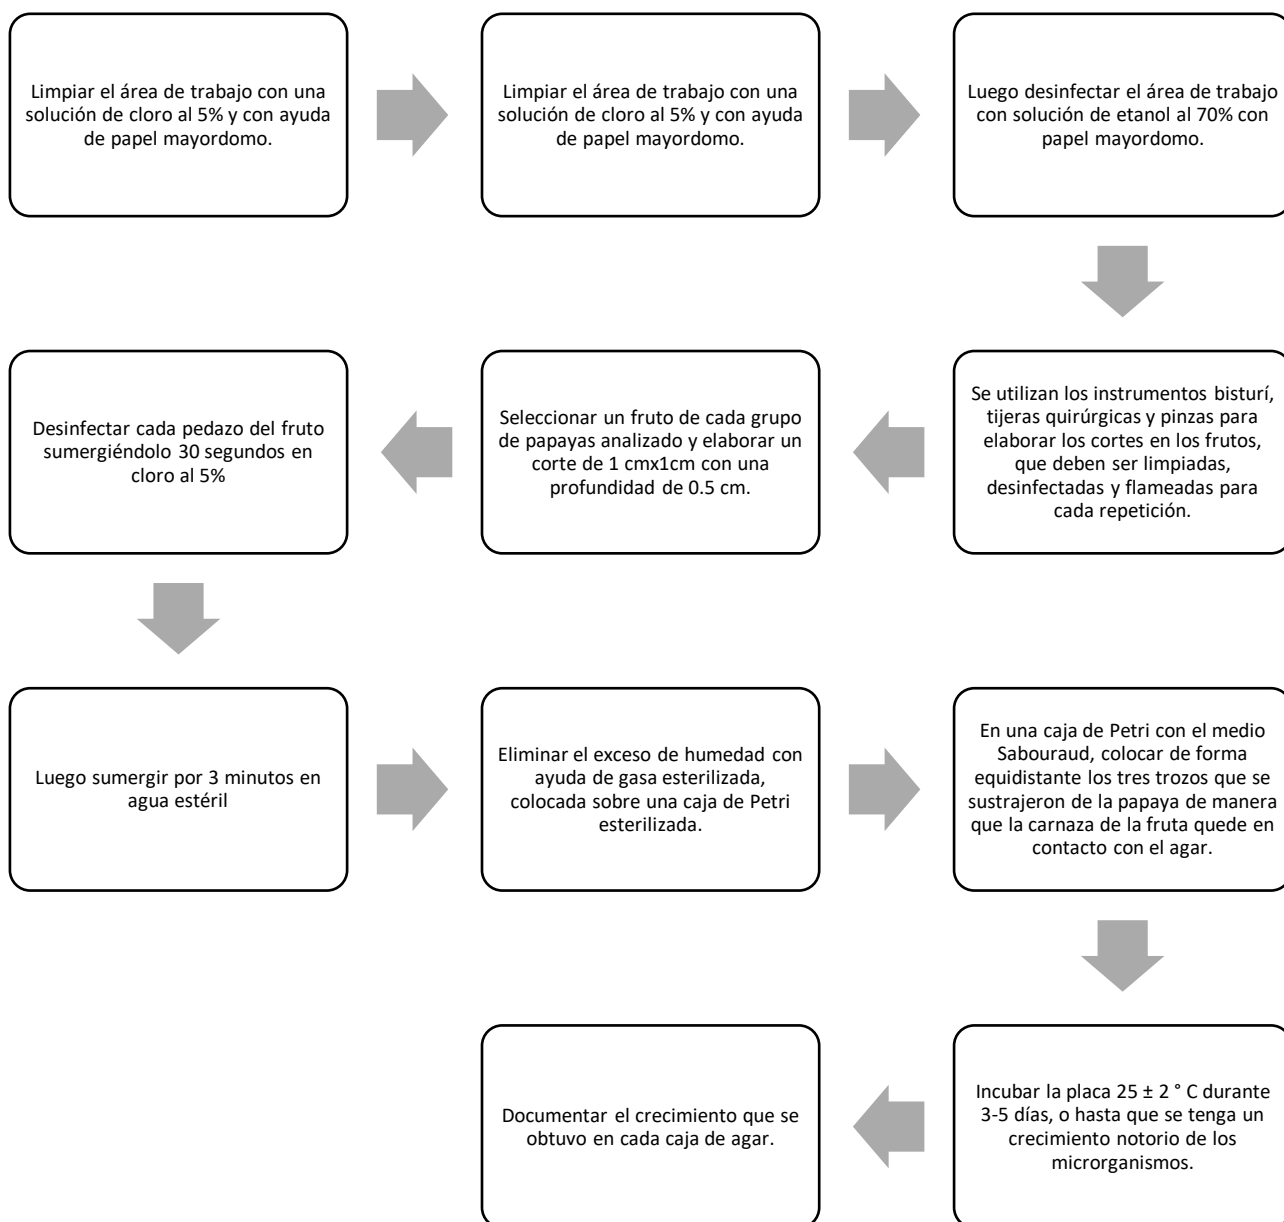 Limpiar el área de trabajo con una
solución de cloro al 5% y con ayuda
de papel mayordomo.
Limpiar el área de trabajo con una
solución de cloro al 5% y con ayuda
de papel mayordomo.
Luego desinfectar el área de trabajo
con solución de etanol al 70% con
papel mayordomo.
Se utilizan los instrumentos bisturí,
tijeras quirúrgicas y pinzas para
elaborar los cortes en los frutos,
que deben ser limpiadas,
desinfectadas y flameadas para
cada repetición.
Seleccionar un fruto de cada grupo
de papayas analizado y elaborar un
corte de 1 cmx1cm con una
profundidad de 0.5 cm.
Desinfectar cada pedazo del fruto
sumergiéndolo 30 segundos en
cloro al 5%
Luego sumergir por 3 minutos en
agua estéril
Eliminar el exceso de humedad con
ayuda de gasa esterilizada,
colocada sobre una caja de Petri
esterilizada.
En una caja de Petri con el medio
Sabouraud, colocar de forma
equidistante los tres trozos que se
sustrajeron de la papaya de manera
que la carnaza de la fruta quede en
contacto con el agar.
Incubar la placa 25 ± 2 ° C durante
3-5 días, o hasta que se tenga un
crecimiento notorio de los
microrganismos.
Documentar el crecimiento que se
obtuvo en cada caja de agar.